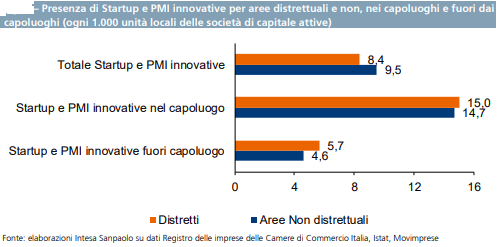 – Presenza di Startup e PMI innovative per aree distrettuali e non, nei capoluoghi e fuori dai
capoluoghi (ogni 1.000 unità locali delle società di capitale attive)
Totale Startup e PMI innovative
8,4
9,5
Startup e PMI innovative nel capoluogo
15,0
14,7
Startup e PMI innovative fuori capoluogo
5,7
4,6
0 4 8 12 16
Distretti Aree Non distrettuali
Fonte: elaborazioni Intesa Sanpaolo su dati Registro delle imprese delle Camere di Commercio Italia, Istat, Movimprese